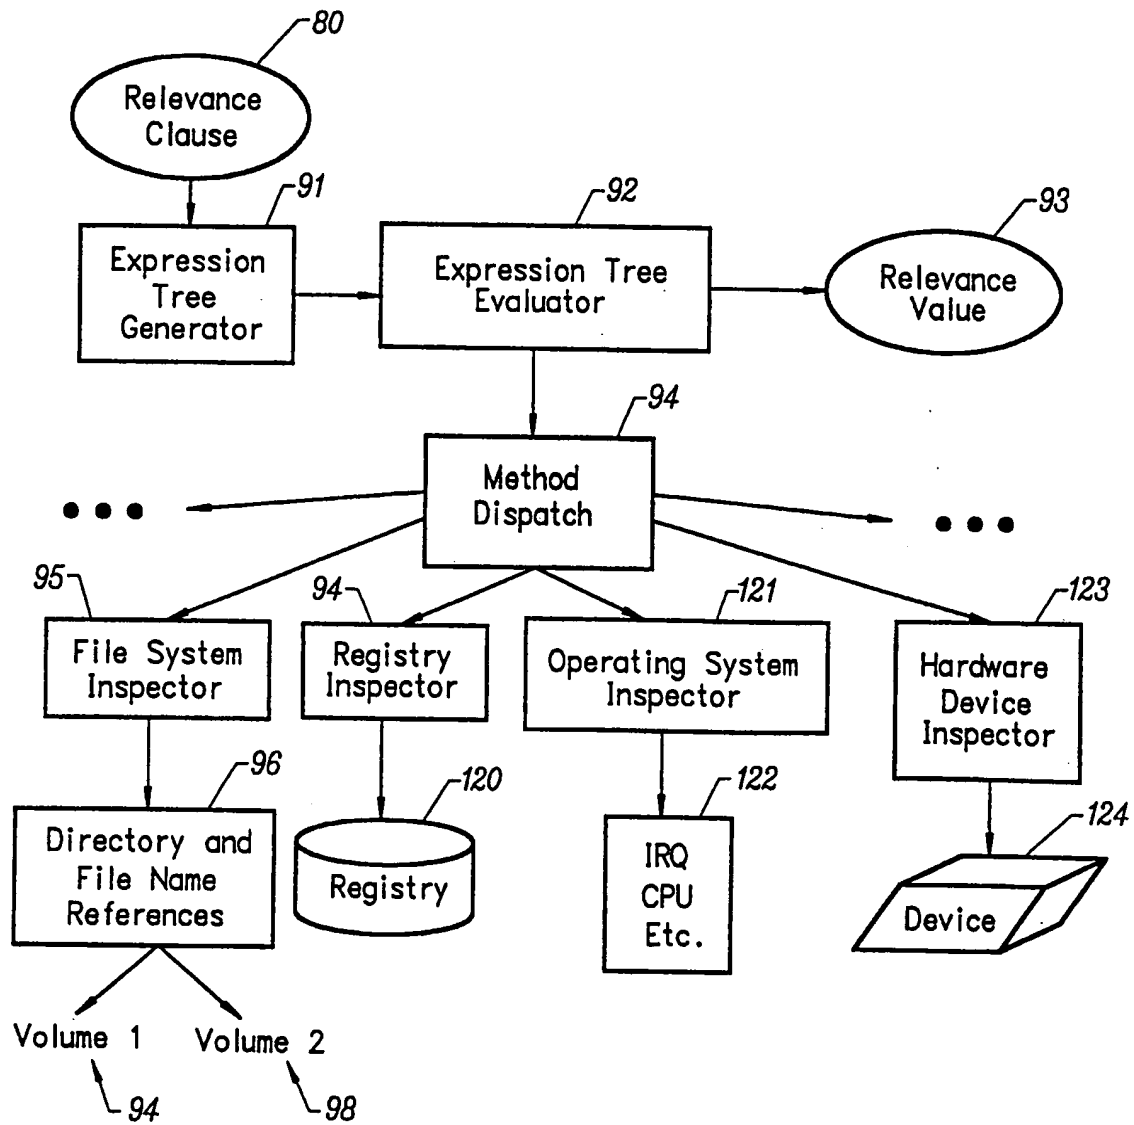 80
Relevance
Clause
91
92
93
Expression
Tree
Generator
Expression Tree
Evaluator
Relevance
Value
94
Method
Dispatch
95
94
121
123
File System
Inspector
Registry
Inspector
Operating System
Inspector
Hardware
Device
Inspector
96
120
122
124
Directory and
File Name
References
Registry
IRQ
CPU
Etc.
Device
Volume 1
Volume 2
94
98